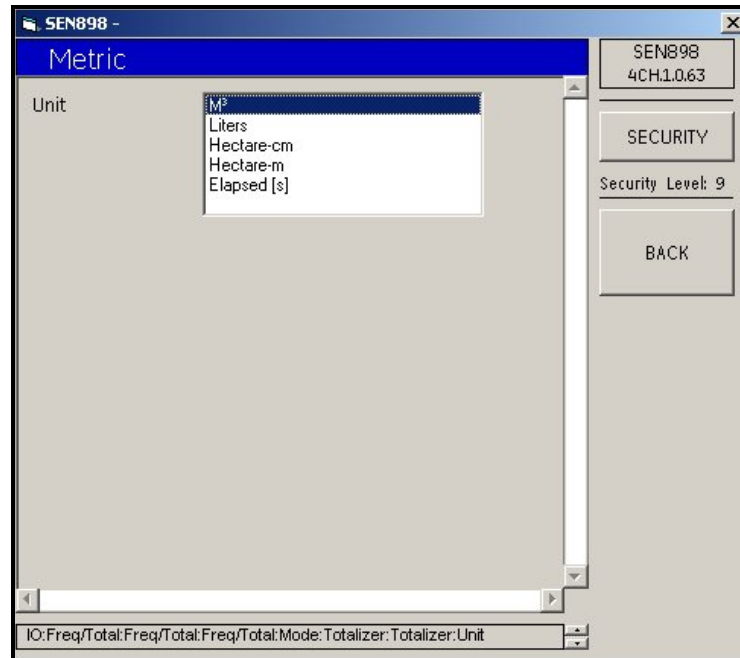 SEN898 -
Metric
Unit
M³
Liters
Hectare-cm
Hectare-m
Elapsed [s]
SEN898
4CH.1.0.63
SECURITY
Security Level: 9
BACK
IO:Freq/Total:Freq/Total:Freq/Total:Mode:Totalizer:Totalizer:Unit